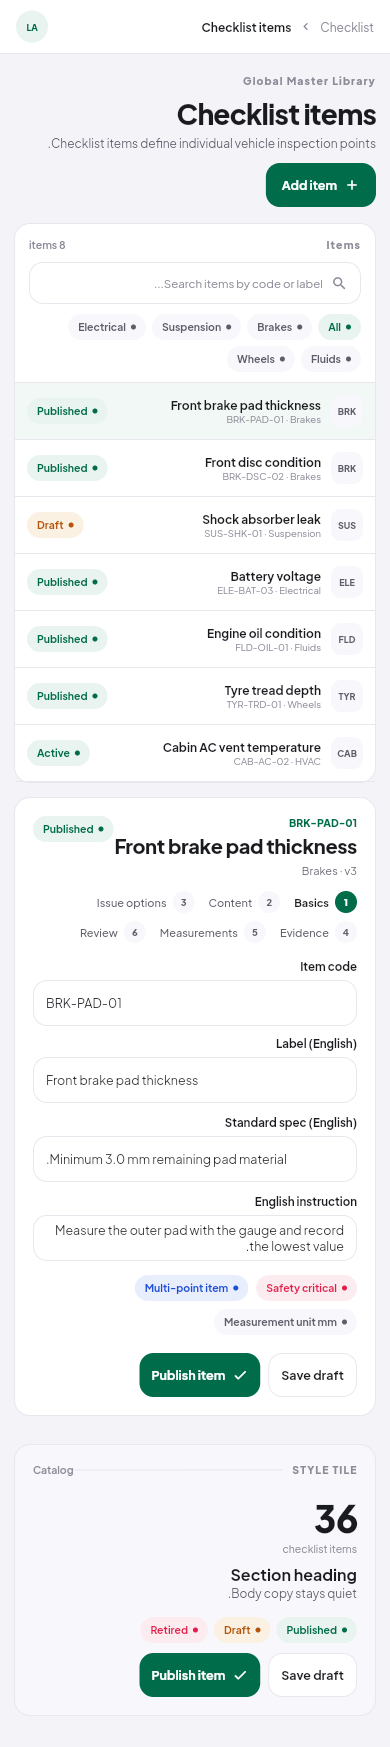 Checklist
Checklist items
LA
Global Master Library
Checklist items
.Checklist items define individual vehicle inspection points
Add item
Items
items 8
...Search items by code or label
All
Brakes
Suspension
Electrical
Fluids
Wheels
BRK
Front brake pad thickness
BRK-PAD-01 · Brakes
Published
BRK
Front disc condition
BRK-DSC-02 · Brakes
Published
SUS
Shock absorber leak
SUS-SHK-01 · Suspension
Draft
ELE
Battery voltage
ELE-BAT-03 · Electrical
Published
FLD
Engine oil condition
FLD-OIL-01 · Fluids
Published
TYR
Tyre tread depth
TYR-TRD-01 · Wheels
Published
CAB
Cabin AC vent temperature
CAB-AC-02 · HVAC
Active
BRK-PAD-01
Front brake pad thickness
Brakes · v3
Published
1 Basics
2 Content
3 Issue options
4 Evidence
5 Measurements
6 Review
Item code
BRK-PAD-01
Label (English)
Front brake pad thickness
Standard spec (English)
.Minimum 3.0 mm remaining pad material
English instruction
Measure the outer pad with the gauge and record
.the lowest value
Safety critical
Multi-point item
Measurement unit mm
Save draft
Publish item
STYLE TILE
Catalog
36
checklist items
Section heading
.Body copy stays quiet
Published
Draft
Retired
Save draft
Publish item